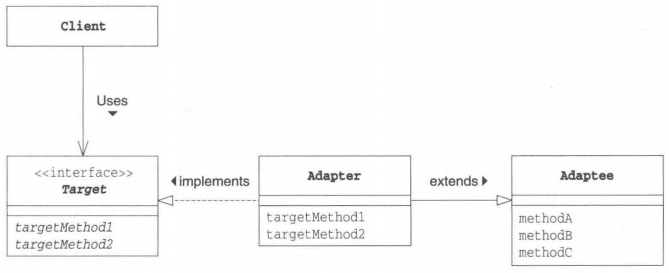 Client
Uses
<<interface>>
Target
targetMethod1
targetMethod2
implements
Adapter
targetMethod1
targetMethod2
extends
Adaptee
methodA
methodB
methodC